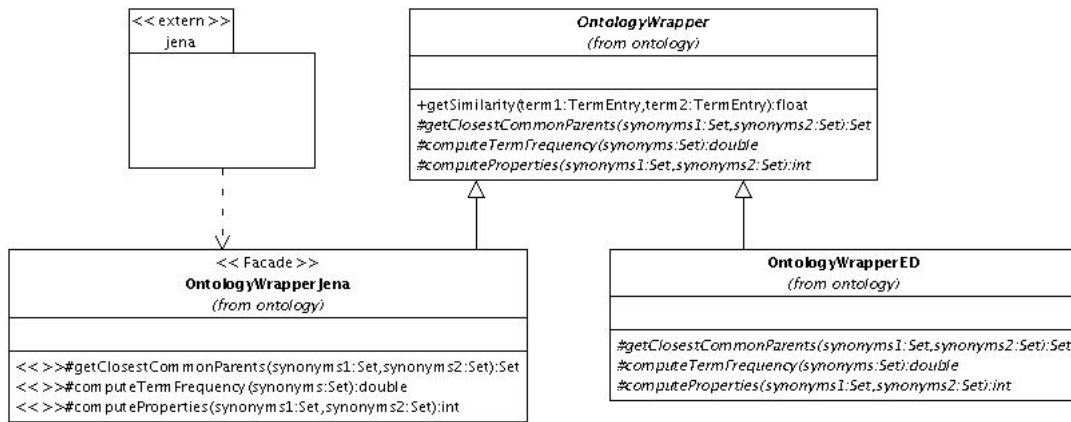 <<extern>>
jena
OntologyWrapper
(from ontology)
+getSimilarity(term1:TermEntry,term2:TermEntry):float
#getClosestCommonParents(synonyms1:Set,synonyms2:Set):Set
#computeTermFrequency(synonyms:Set):double
#computeProperties(synonyms1:Set,synonyms2:Set):int
<<Facade>>
OntologyWrapperJena
(from ontology)
<<>>#getClosestCommonParents(synonyms1:Set,synonyms2:Set):Set
<<>>#computeTermFrequency(synonyms:Set):double
<<>>#computeProperties(synonyms1:Set,synonyms2:Set):int
OntologyWrapperED
(from ontology)
#getClosestCommonParents(synonyms1:Set,synonyms2:Set):Set
#computeTermFrequency(synonyms:Set):double
#computeProperties(synonyms1:Set,synonyms2:Set):int